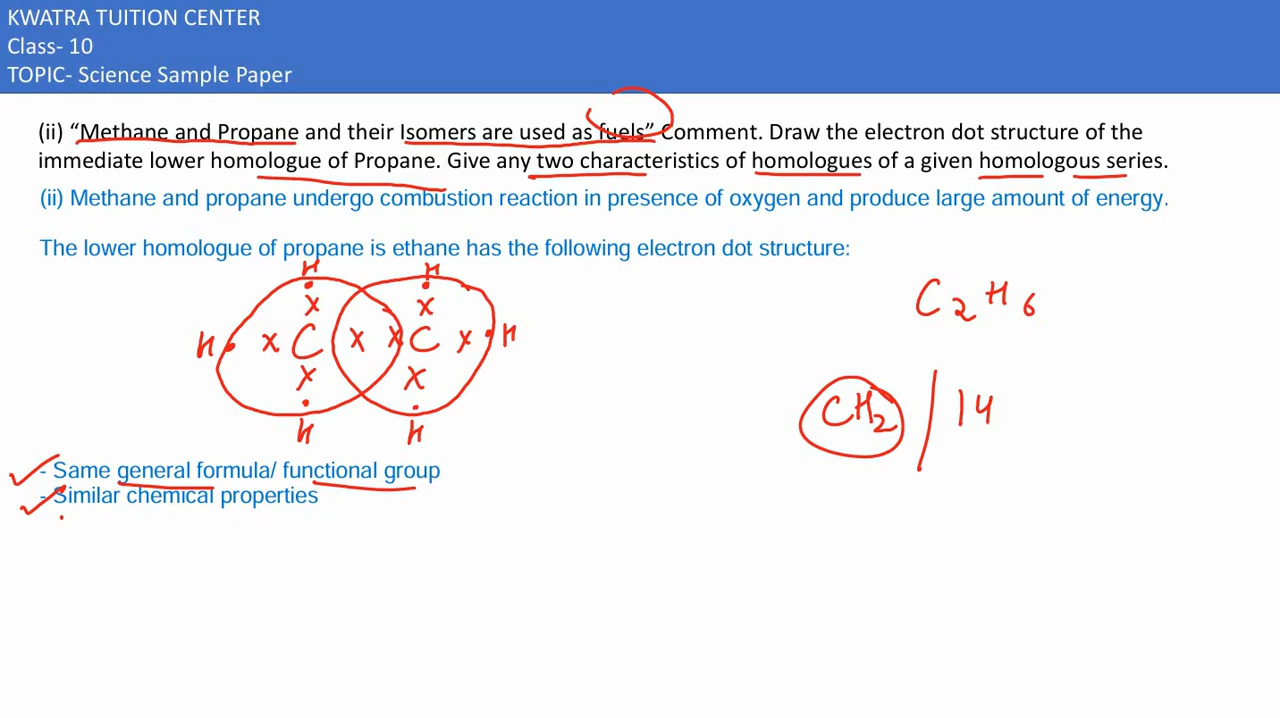 KWATRA TUITION CENTER
Class- 10
TOPIC- Science Sample Paper
(ii) “Methane and Propane and their Isomers are used as fuels” Comment. Draw the electron dot structure of the
immediate lower homologue of Propane. Give any two characteristics of homologues of a given homologous series.
(ii) Methane and propane undergo combustion reaction in presence of oxygen and produce large amount of energy.
The lower homologue of propane is ethane has the following electron dot structure:
H H
X X
C2H6
H X C X X C X H
X X
H H
CH2 / 14
- Same general formula/ functional group
- Similar chemical properties